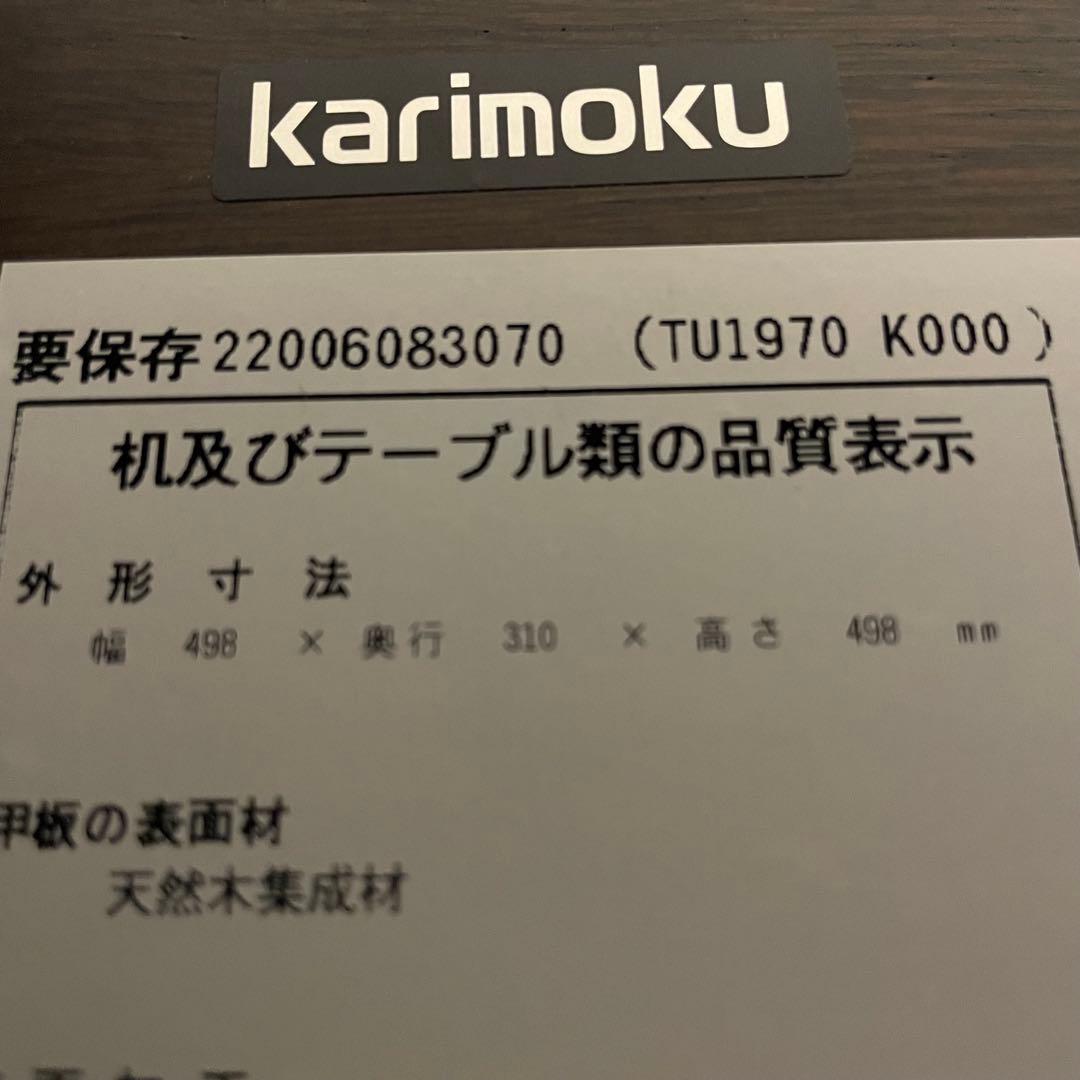 karimoku
要保存22006083070 (TU1970 K000)
机及びテーブル類の品質表示
外形寸法
幅 498 × 奥行 310 × 高さ 498 mm
甲板の表面材
天然木集成材